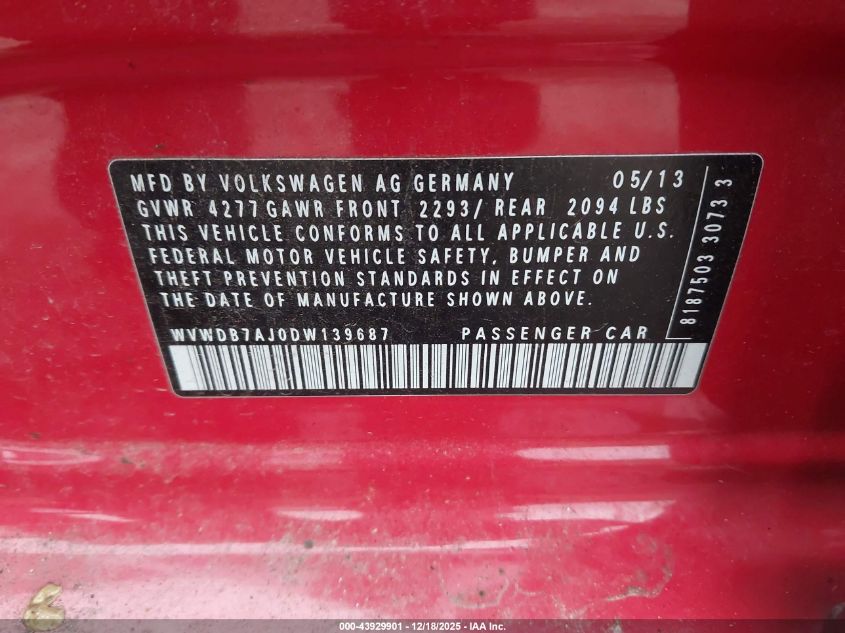 MFD BY VOLKSWAGEN AG GERMANY 05/13
GVWR 4277 GAWR FRONT 2293/ REAR 2094 LBS
THIS VEHICLE CONFORMS TO ALL APPLICABLE U.S.
FEDERAL MOTOR VEHICLE SAFETY, BUMPER AND
THEFT PREVENTION STANDARDS IN EFFECT ON
THE DATE OF MANUFACTURE SHOWN ABOVE.
WVWDB7AJ0DW139687 PASSENGER CAR
8187503 3073 3
000-43929901 - 12/18/2025 - IAA Inc.